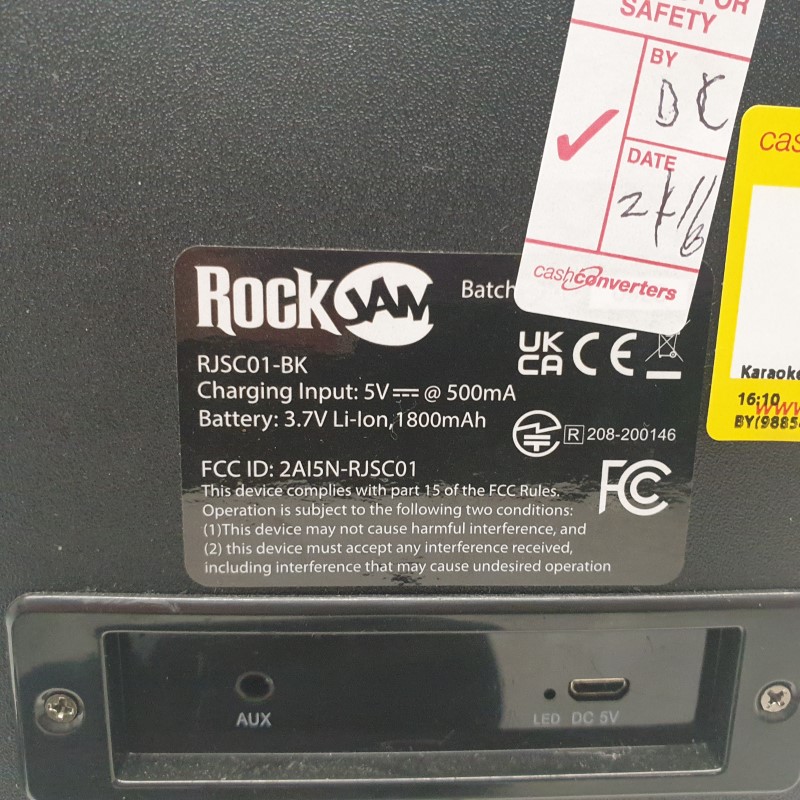 OR
SAFETY
BY
DC
DATE
cashconverters
cas
Karaoke
16:10
BY(9885
ROCKJAM
Batch
RJSC01-BK
UK
CA CE
Charging Input: 5V @ 500mA
Battery: 3.7V Li-Ion,1800mAh
R 208-200146
FCC ID: 2AI5N-RJSC01
FC
This device complies with part 15 of the FCC Rules.
Operation is subject to the following two conditions:
(1)This device may not cause harmful interference, and
(2) this device must accept any interference received,
including interference that may cause undesired operation
AUX
LED DC 5V